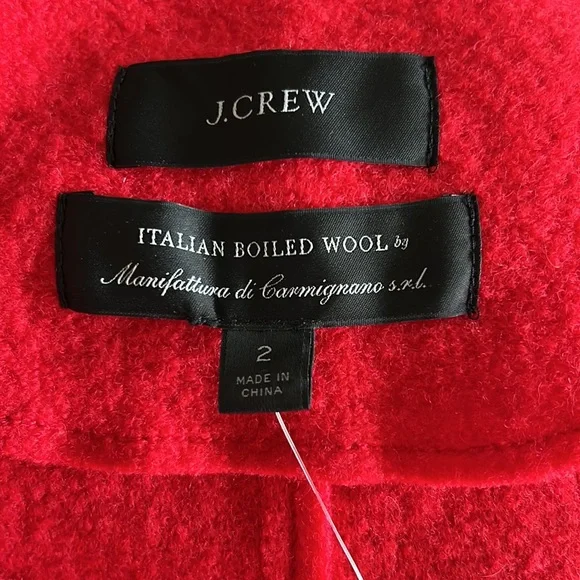 J.CREW
ITALIAN BOILED WOOL by
Manifattura di Carmignano s.r.l.
2
MADE IN
CHINA